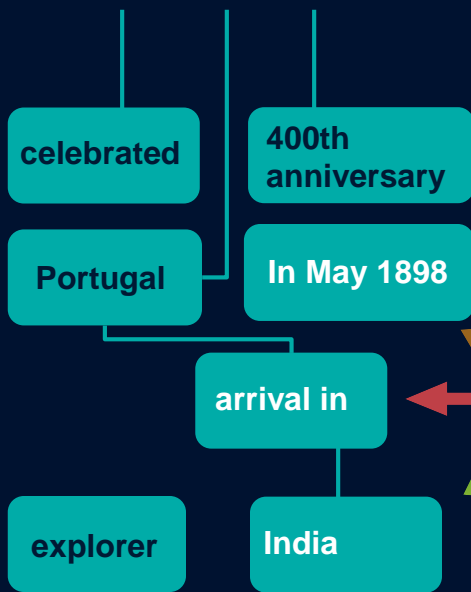 celebrated
400th
anniversary
Portugal
In May 1898
arrival in
explorer
India